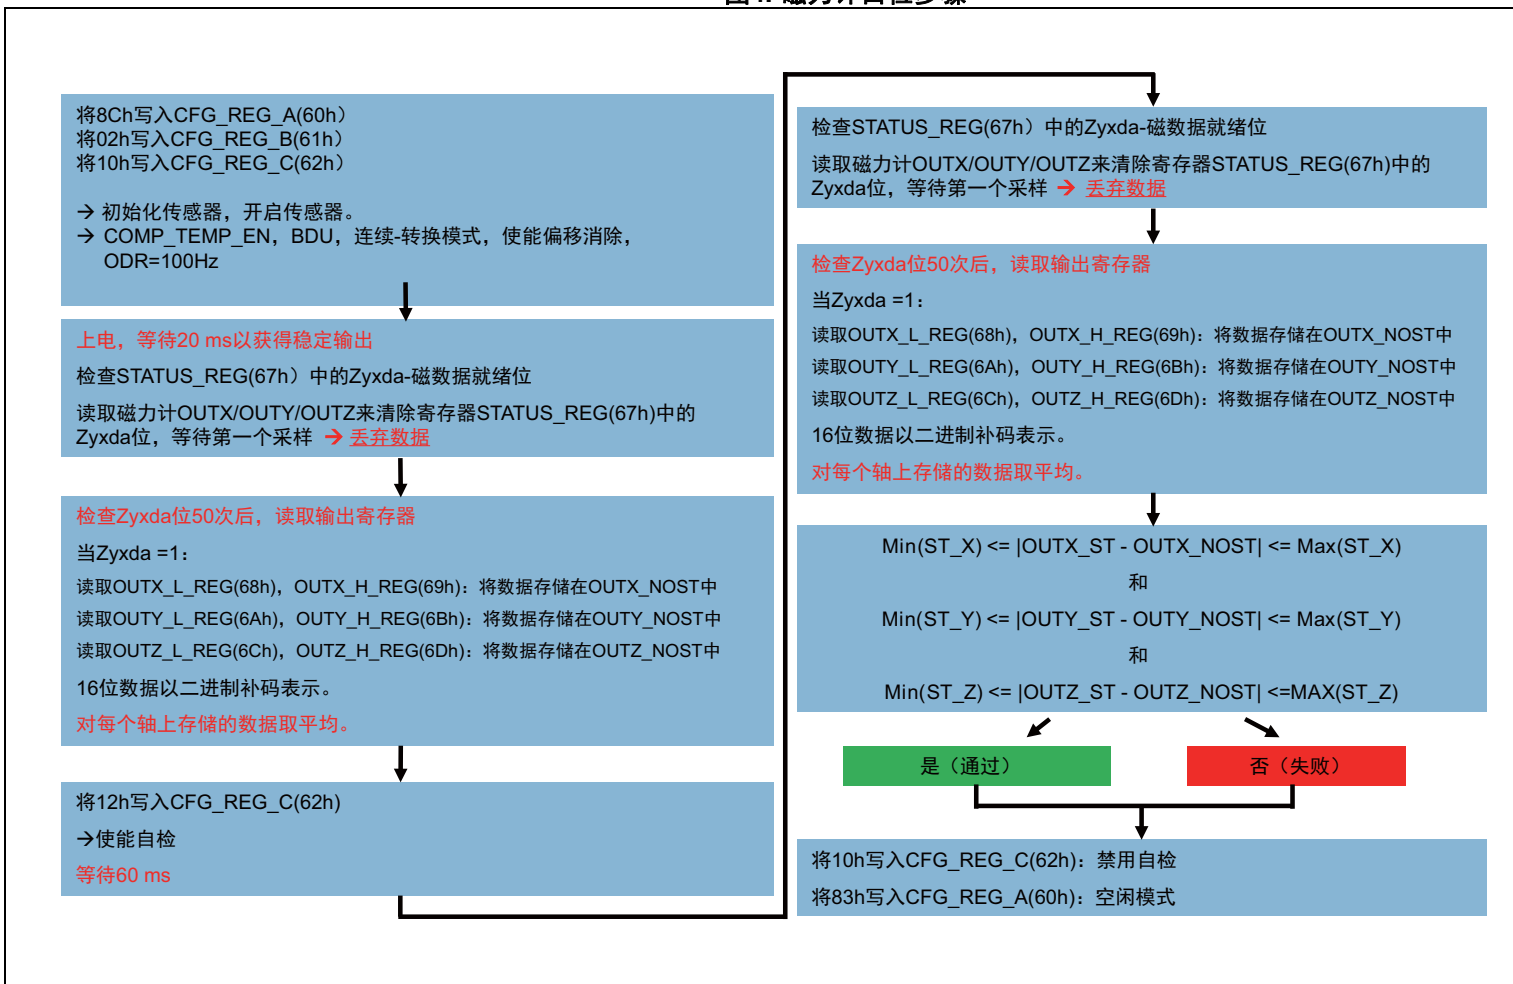 将8Ch写入CFG_REG_A(60h）
将02h写入CFG_REG_B(61h）
将10h写入CFG_REG_C(62h）
→ 初始化传感器，开启传感器。
→ COMP_TEMP_EN，BDU，连续-转换模式，使能偏移消除，
ODR=100Hz
上电，等待20 ms以获得稳定输出
检查STATUS_REG(67h）中的Zyxda-磁数据就绪位
读取磁力计OUTX/OUTY/OUTZ来清除寄存器STATUS_REG(67h)中的
Zyxda位，等待第一个采样 → 丢弃数据
检查Zyxda位50次后，读取输出寄存器
当Zyxda =1：
读取OUTX_L_REG(68h)，OUTX_H_REG(69h)：将数据存储在OUTX_NOST中
读取OUTY_L_REG(6Ah)，OUTY_H_REG(6Bh)：将数据存储在OUTY_NOST中
读取OUTZ_L_REG(6Ch)，OUTZ_H_REG(6Dh)：将数据存储在OUTZ_NOST中
16位数据以二进制补码表示。
对每个轴上存储的数据取平均。
将12h写入CFG_REG_C(62h)
→使能自检
等待60 ms
检查STATUS_REG(67h）中的Zyxda-磁数据就绪位
读取磁力计OUTX/OUTY/OUTZ来清除寄存器STATUS_REG(67h)中的
Zyxda位，等待第一个采样 → 丢弃数据
检查Zyxda位50次后，读取输出寄存器
当Zyxda =1：
读取OUTX_L_REG(68h)，OUTX_H_REG(69h)：将数据存储在OUTX_NOST中
读取OUTY_L_REG(6Ah)，OUTY_H_REG(6Bh)：将数据存储在OUTY_NOST中
读取OUTZ_L_REG(6Ch)，OUTZ_H_REG(6Dh)：将数据存储在OUTZ_NOST中
16位数据以二进制补码表示。
对每个轴上存储的数据取平均。
Min(ST_X) <= |OUTX_ST - OUTX_NOST| <= Max(ST_X)
和
Min(ST_Y) <= |OUTY_ST - OUTY_NOST| <= Max(ST_Y)
和
Min(ST_Z) <= |OUTZ_ST - OUTZ_NOST| <=MAX(ST_Z)
是（通过）
否（失败）
将10h写入CFG_REG_C(62h)：禁用自检
将83h写入CFG_REG_A(60h)：空闲模式